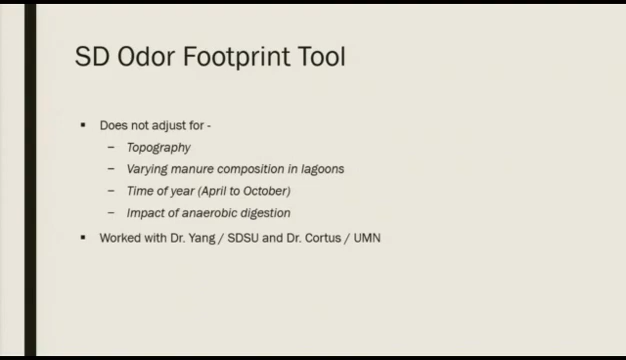 SD Odor Footprint Tool
▪ Does not adjust for -
– Topography
– Varying manure composition in lagoons
– Time of year (April to October)
– Impact of anaerobic digestion
▪ Worked with Dr. Yang / SDSU and Dr. Cortus / UMN